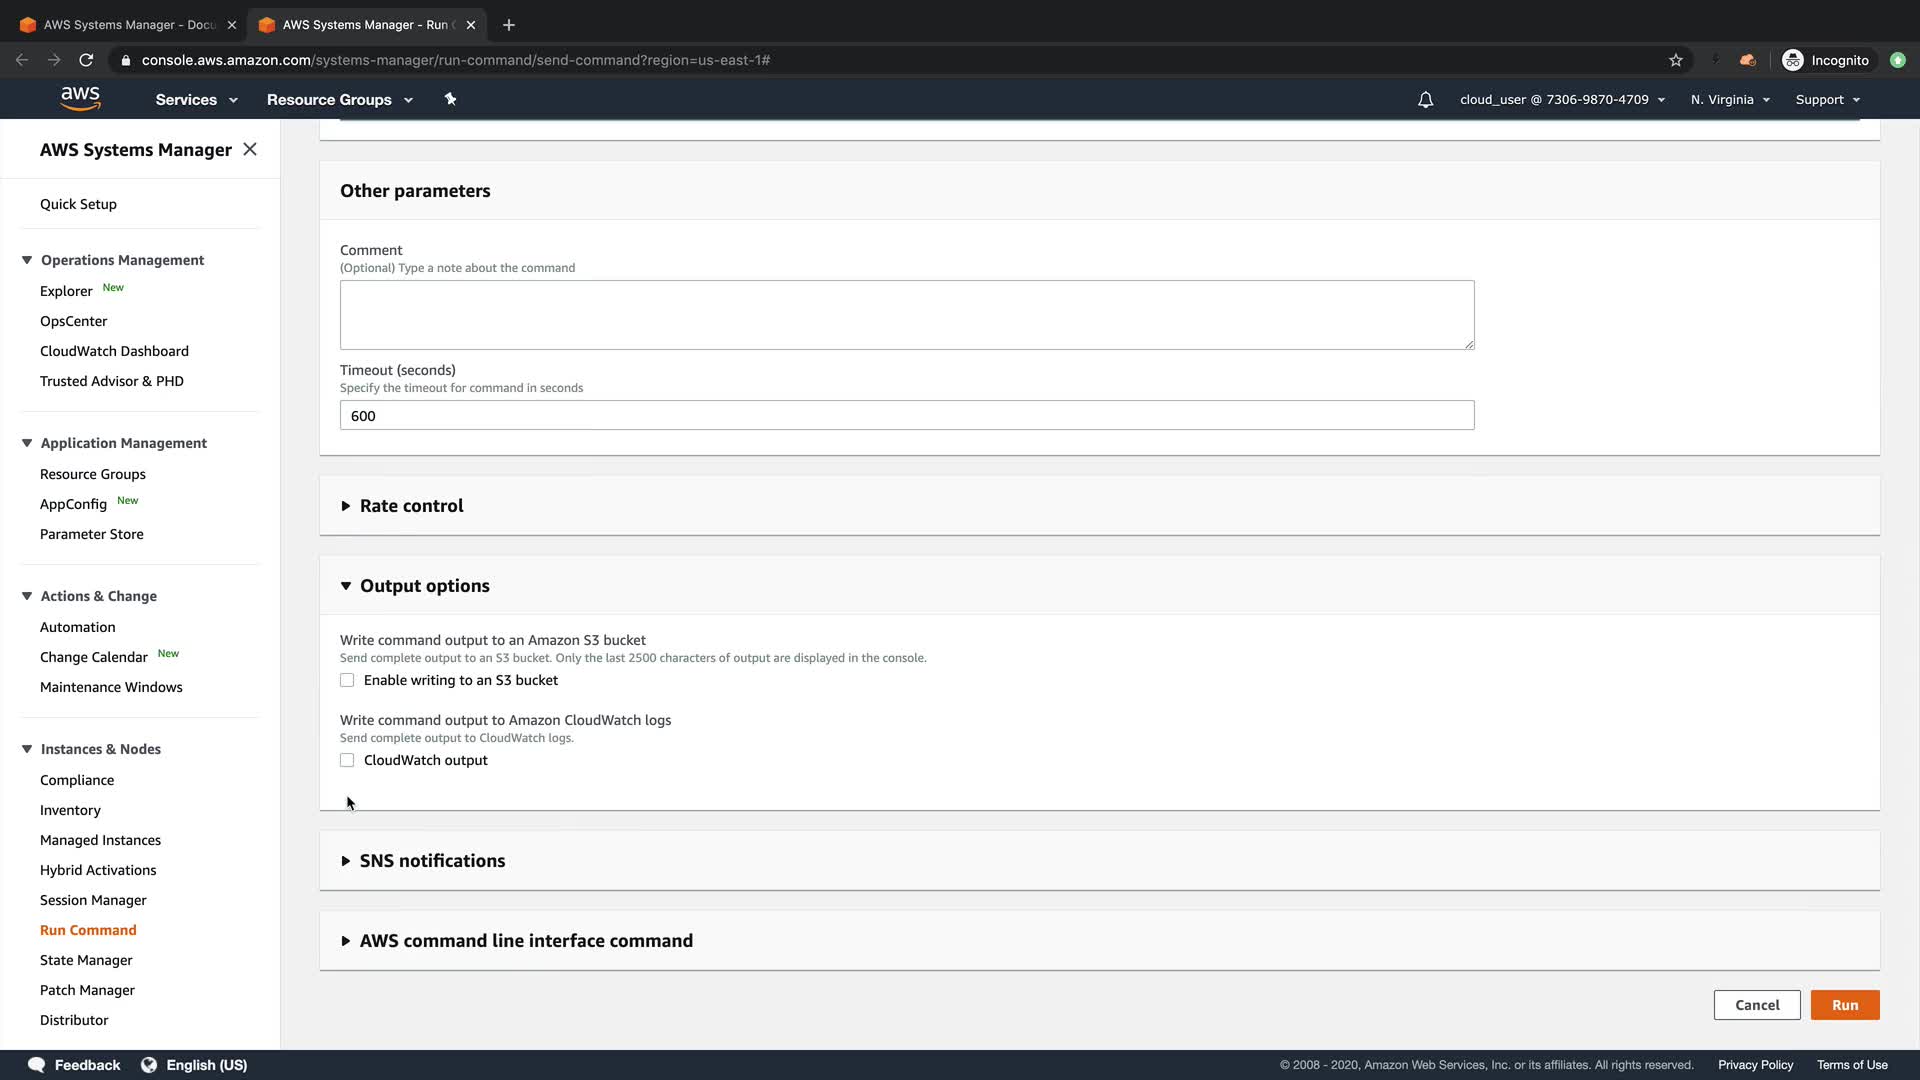 AWS Systems Manager - Docu
AWS Systems Manager - Run C
console.aws.amazon.com/systems-manager/run-command/send-command?region=us-east-1#
Incognito
aws
Services
Resource Groups
cloud_user @ 7306-9870-4709
N. Virginia
Support
AWS Systems Manager
Quick Setup
Operations Management
Explorer New
OpsCenter
CloudWatch Dashboard
Trusted Advisor & PHD
Application Management
Resource Groups
AppConfig New
Parameter Store
Actions & Change
Automation
Change Calendar New
Maintenance Windows
Instances & Nodes
Compliance
Inventory
Managed Instances
Hybrid Activations
Session Manager
Run Command
State Manager
Patch Manager
Distributor
Other parameters
Comment
(Optional) Type a note about the command
Timeout (seconds)
Specify the timeout for command in seconds
600
Rate control
Output options
Write command output to an Amazon S3 bucket
Send complete output to an S3 bucket. Only the last 2500 characters of output are displayed in the console.
Enable writing to an S3 bucket
Write command output to Amazon CloudWatch logs
Send complete output to CloudWatch logs.
CloudWatch output
SNS notifications
AWS command line interface command
Cancel
Run
Feedback
English (US)
© 2008 - 2020, Amazon Web Services, Inc. or its affiliates. All rights reserved.
Privacy Policy
Terms of Use